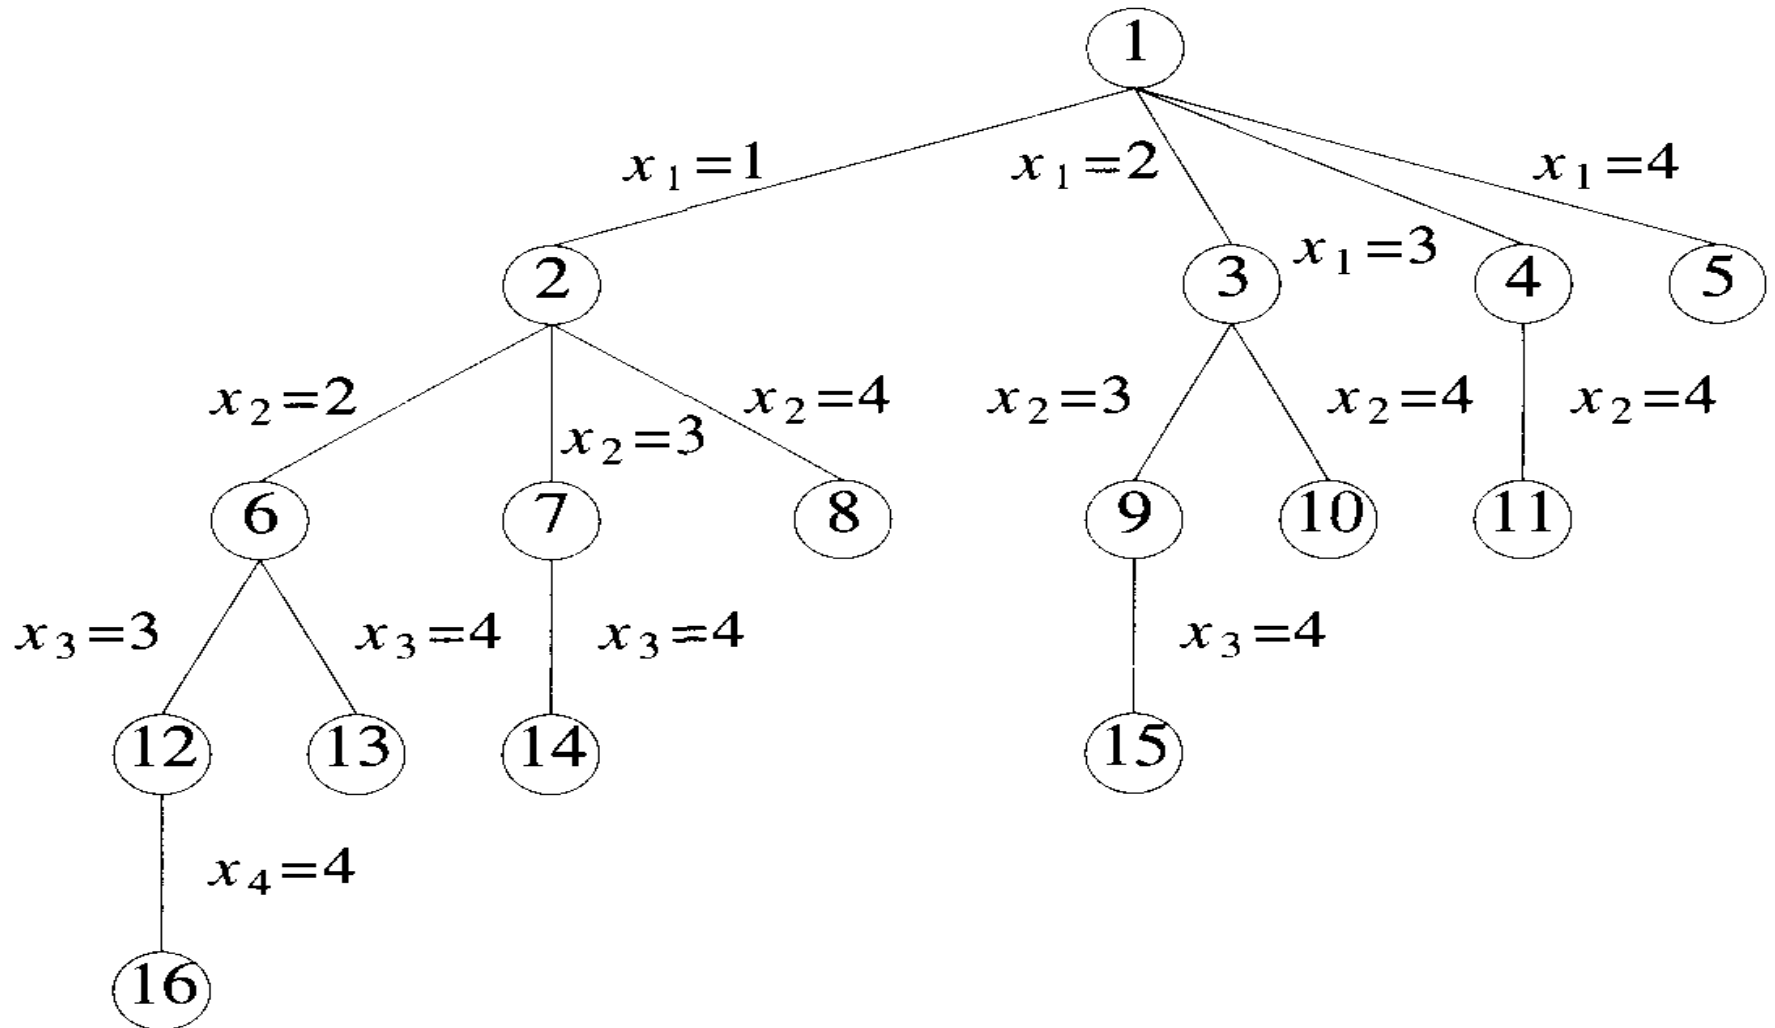 1
x₁=1 x₁=2 x₁=4
x₁=3
2 3 4 5
x₂=2 x₂=4 x₂=3 x₂=4 x₂=4
x₂=3
6 7 8 9 10 11
x₃=3 x₃=4 x₃=4 x₃=4
12 13 14 15
x₄=4
16